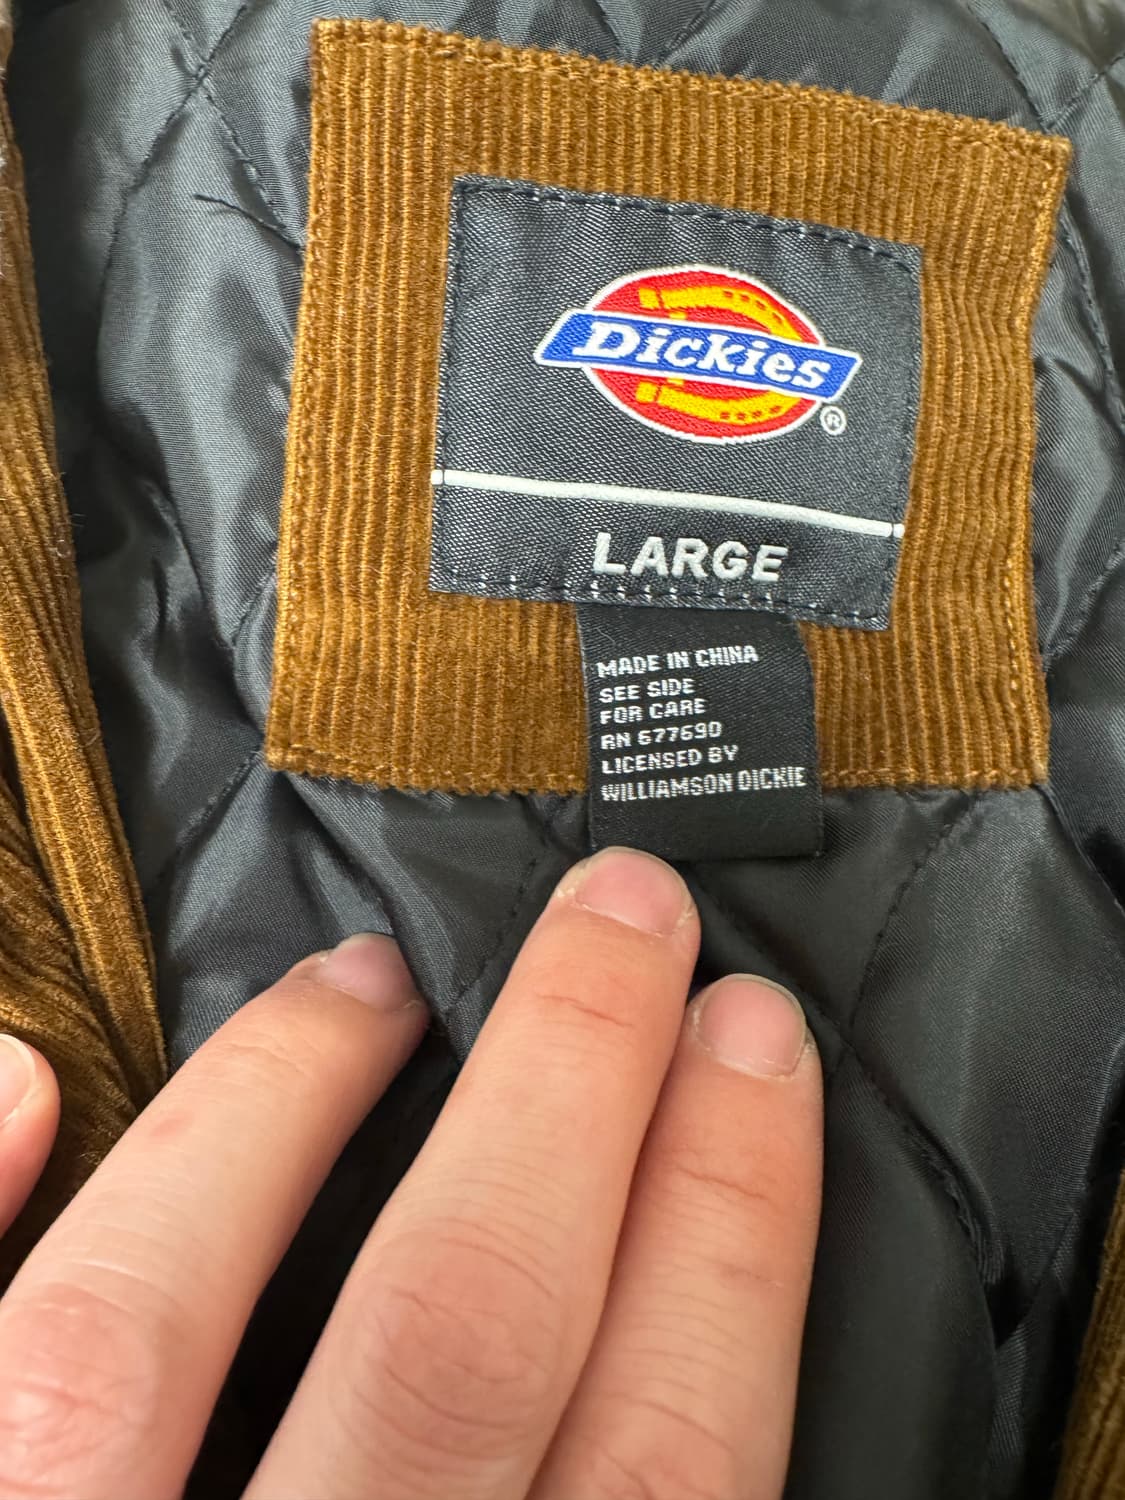 Dickies®
LARGE
MADE IN CHINA
SEE SIDE
FOR CARE
RN 677690
LICENSED BY
WILLIAMSON DICKIE